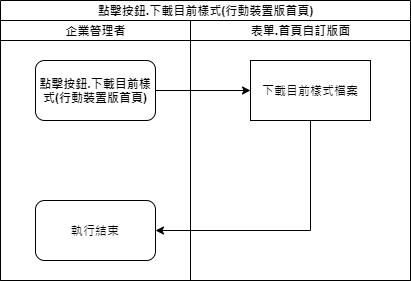 點擊按鈕.下載目前樣式(行動裝置版首頁)
企業管理者
表單.首頁自訂版面
點擊按鈕.下載目前樣
式(行動裝置版首頁)
下載目前樣式檔案
執行結束